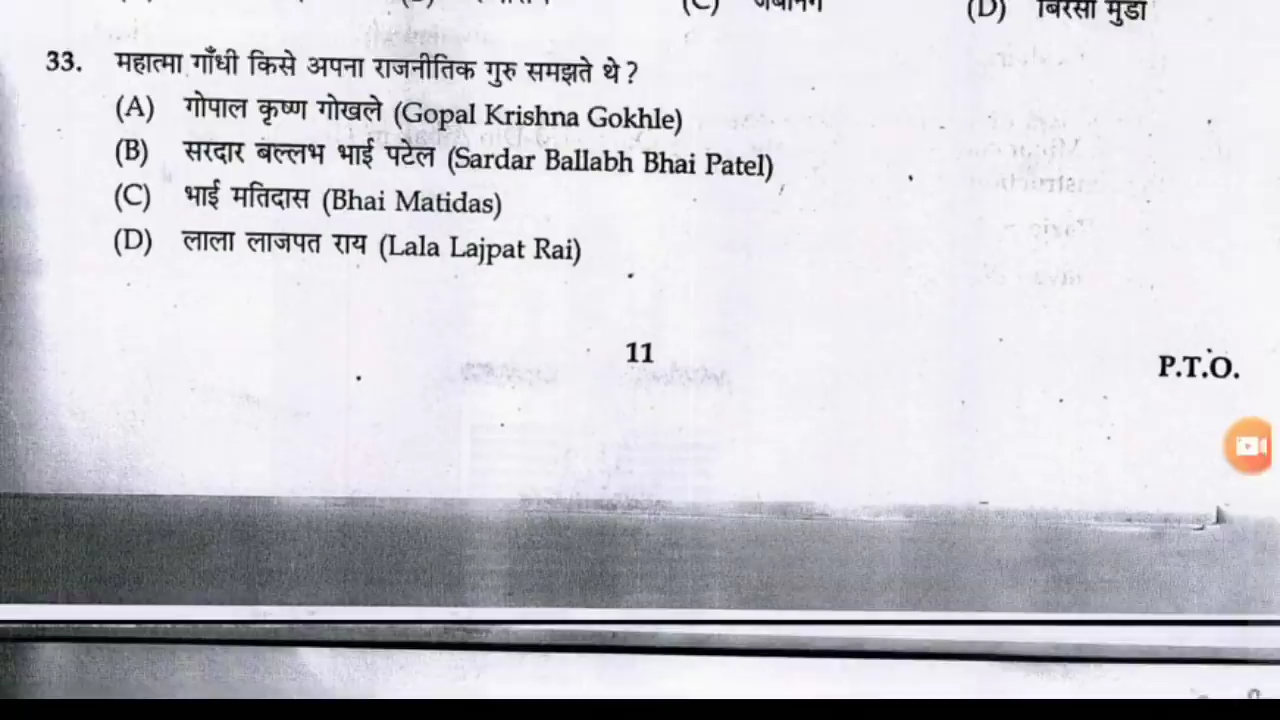 (C)
(D) बिरसा मुंडा
33. महात्मा गाँधी किसे अपना राजनीतिक गुरु समझते थे ?
(A) गोपाल कृष्ण गोखले (Gopal Krishna Gokhle)
(B) सरदार बल्लभ भाई पटेल (Sardar Ballabh Bhai Patel)
(C) भाई मतिदास (Bhai Matidas)
(D) लाला लाजपत राय (Lala Lajpat Rai)
11
P.T.O.